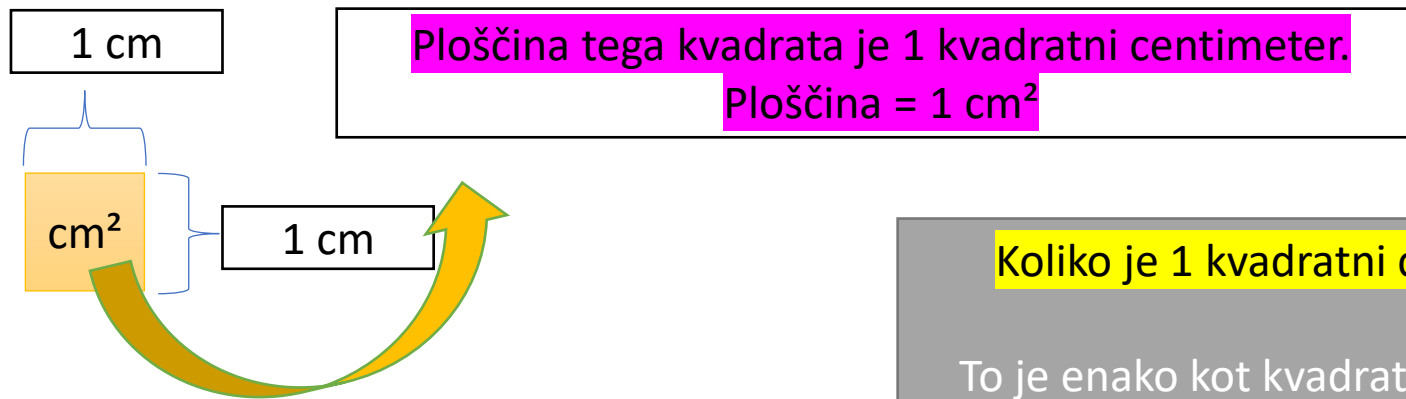 1 cm
Ploščina tega kvadrata je 1 kvadratni centimeter.
Ploščina = 1 cm²
cm²
1 cm
Koliko je 1 kvadratni
To je enako kot